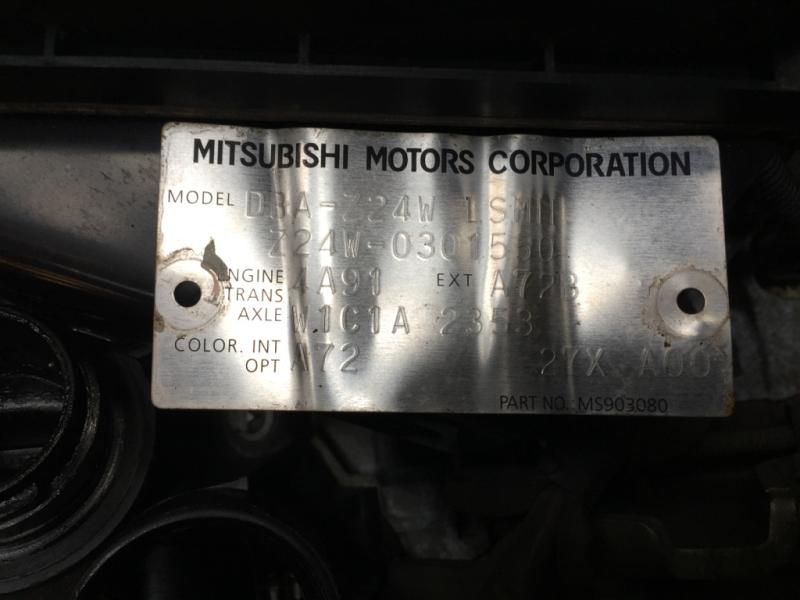 MITSUBISHI MOTORS CORPORATION
MODEL DBA-Z24W
Z24W-0301550
ENGINE 4A91 EXT A72B
TRANS
AXLE W1C1A 2353
COLOR. INT
OPT A72 27X A00
PART NO.: MS903080